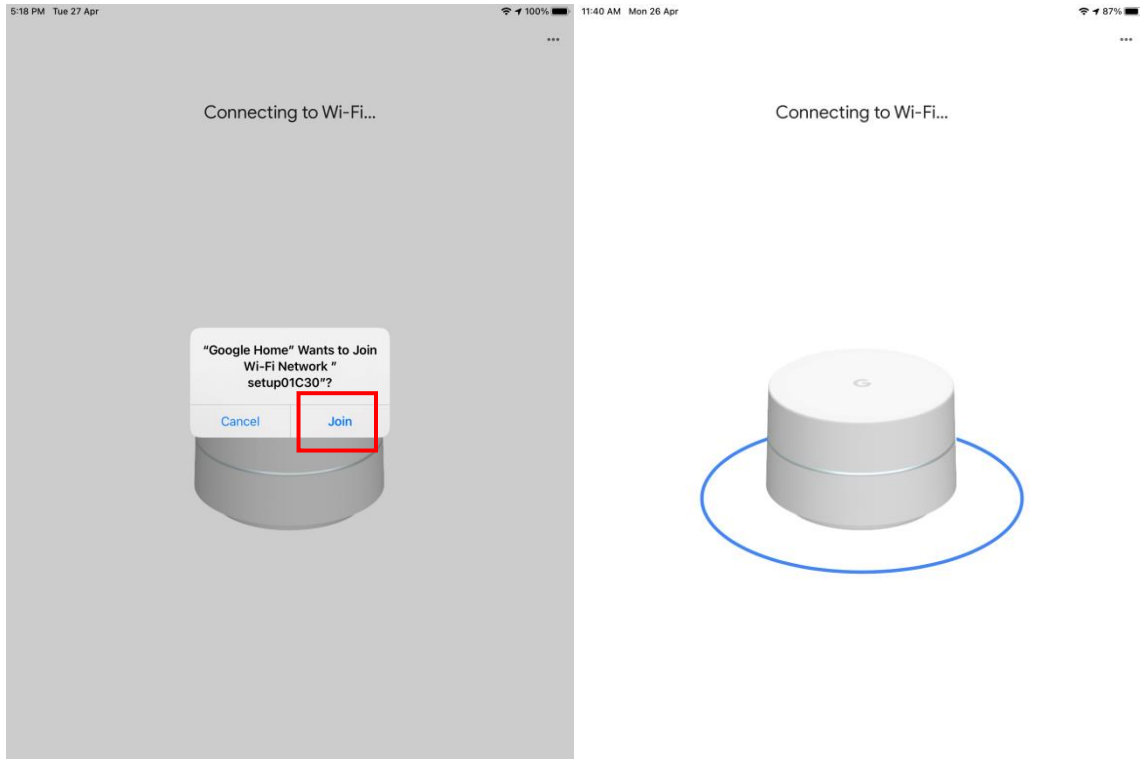 5:18 PM Tue 27 Apr
100%
Connecting to Wi-Fi...
“Google Home” Wants to Join
Wi-Fi Network “
setup01C30”?
Cancel
Join
11:40 AM Mon 26 Apr
87%
Connecting to Wi-Fi...
G